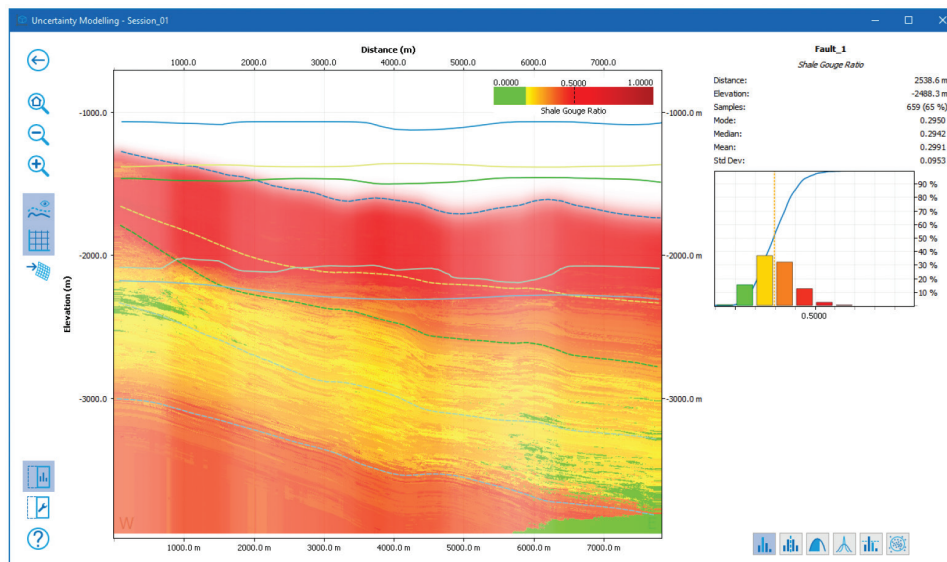 Uncertainty Modelling - Session_01
Distance (m)
1000.0 2000.0 3000.0 4000.0 5000.0 6000.0 7000.0
0.0000 0.5000 1.0000
Shale Gouge Ratio
-1000.0 -1000.0 m
-2000.0 -2000.0 m
Elevation (m)
-3000.0 -3000.0 m
W
1000.0 m 2000.0 m 3000.0 m 4000.0 m 5000.0 m 6000.0 m 7000.0 m
Fault_1
Shale Gouge Ratio
Distance: 2538.6 m
Elevation: -2488.3 m
Samples: 659 (65 %)
Mode: 0.2950
Median: 0.2942
Mean: 0.2991
Std Dev: 0.0953
90 %
80 %
70 %
60 %
50 %
40 %
30 %
20 %
10 %
0.5000